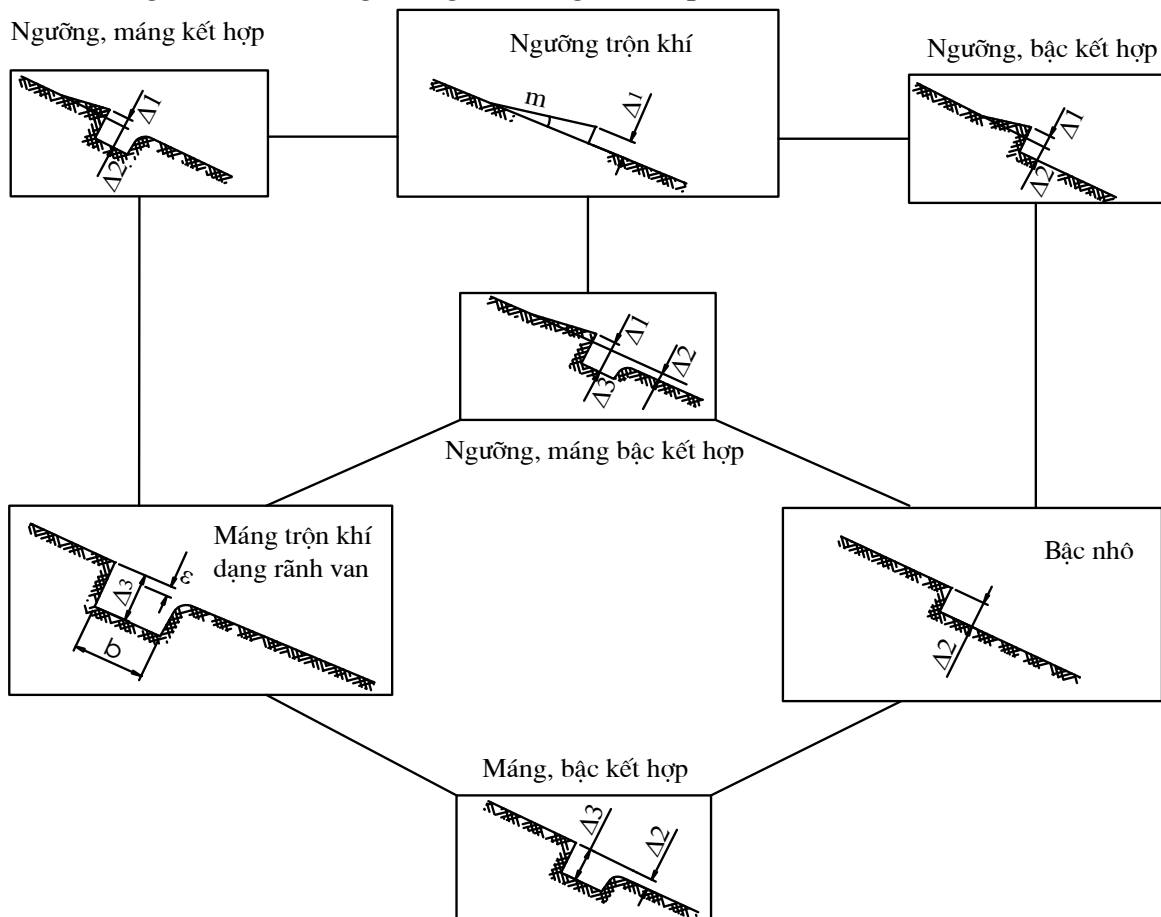 Ngưỡng, máng kết hợp
Ngưỡng trộn khí
Ngưỡng, bậc kết hợp
Δ1
Δ2
m
Δ1
Δ1
Δ2
Δ1
Δ2
Δ3
Ngưỡng, máng bậc kết hợp
Máng trộn khí
dạng rãnh van
ε
Δ3
b
Bậc nhô
Δ2
Máng, bậc kết hợp
Δ3
Δ2